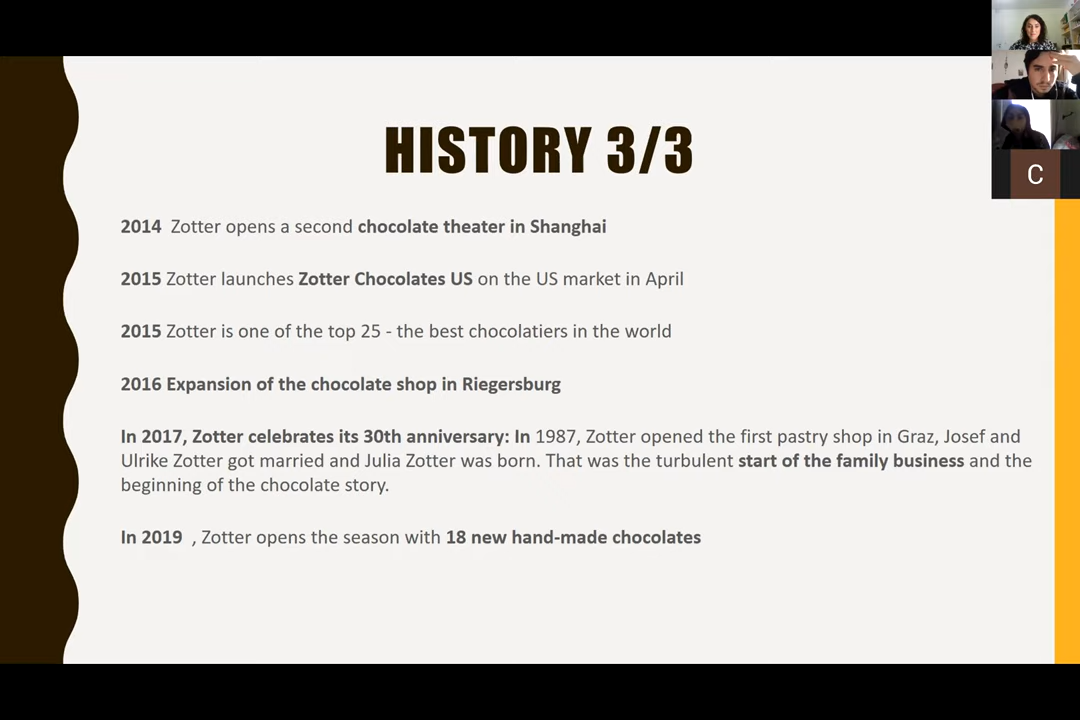 HISTORY 3/3
C
2014 Zotter opens a second chocolate theater in Shanghai
2015 Zotter launches Zotter Chocolates US on the US market in April
2015 Zotter is one of the top 25 - the best chocolatiers in the world
2016 Expansion of the chocolate shop in Riegersburg
In 2017, Zotter celebrates its 30th anniversary: In 1987, Zotter opened the first pastry shop in Graz, Josef and
Ulrike Zotter got married and Julia Zotter was born. That was the turbulent start of the family business and the
beginning of the chocolate story.
In 2019 , Zotter opens the season with 18 new hand-made chocolates